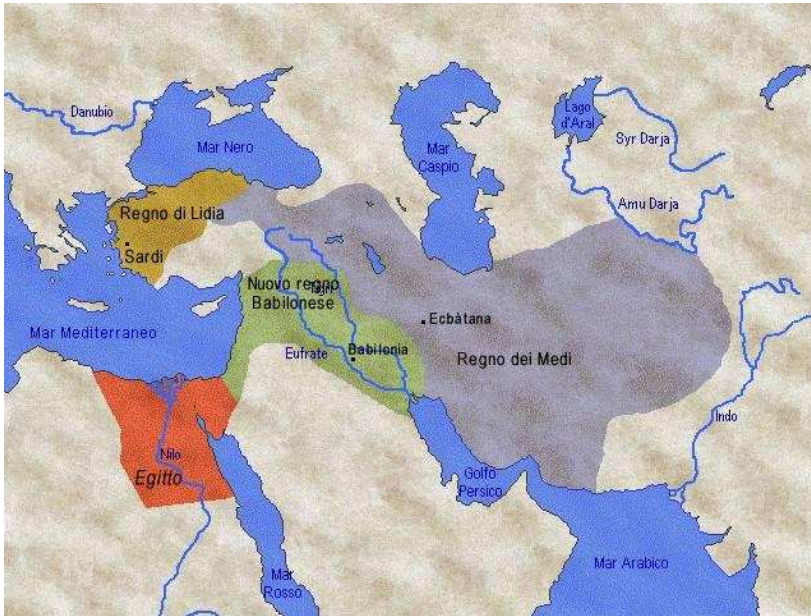 Danubio
Mar Nero
Mar
Caspio
Lago
d'Aral
Syr Darja
Amu Darja
Regno di Lidia
Sardi
Nuovo regno
Babilonese
Mar Mediterraneo
Eufrate
Babilonia
Ecbàtana
Regno dei Medi
Indo
Nilo
Egitto
Golfo
Persico
Mar Arabico
Mar
Rosso